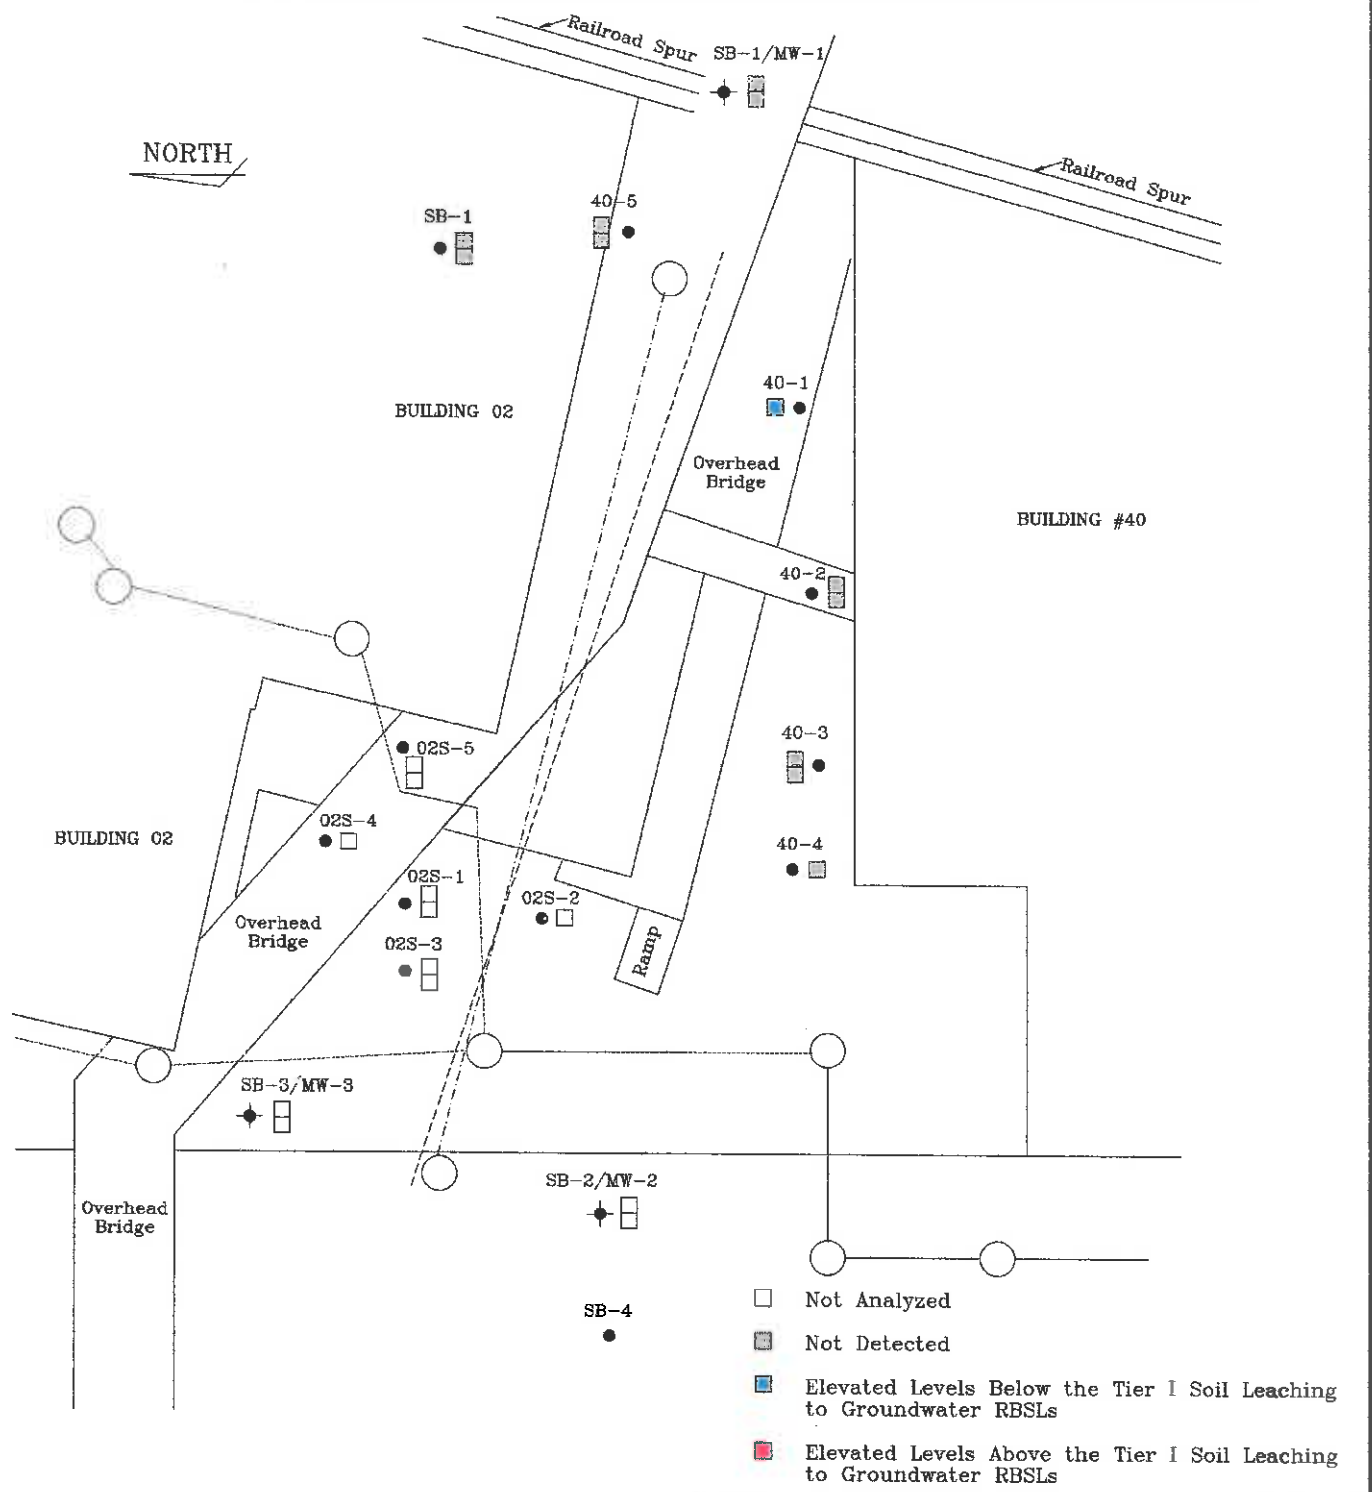 Railroad Spur
SB-1/MW-1
NORTH
Railroad Spur
40-5
SB-1
40-1
BUILDING 02
Overhead
Bridge
BUILDING #40
40-2
40-3
02S-5
02S-4
BUILDING 02
40-4
02S-1
02S-2
Overhead
Bridge
02S-3
Ramp
SB-3/MW-3
SB-2/MW-2
Overhead
Bridge
SB-4
Not Analyzed
Not Detected
Elevated Levels Below the Tier I Soil Leaching
to Groundwater RBSLs
Elevated Levels Above the Tier I Soil Leaching
to Groundwater RBSLs